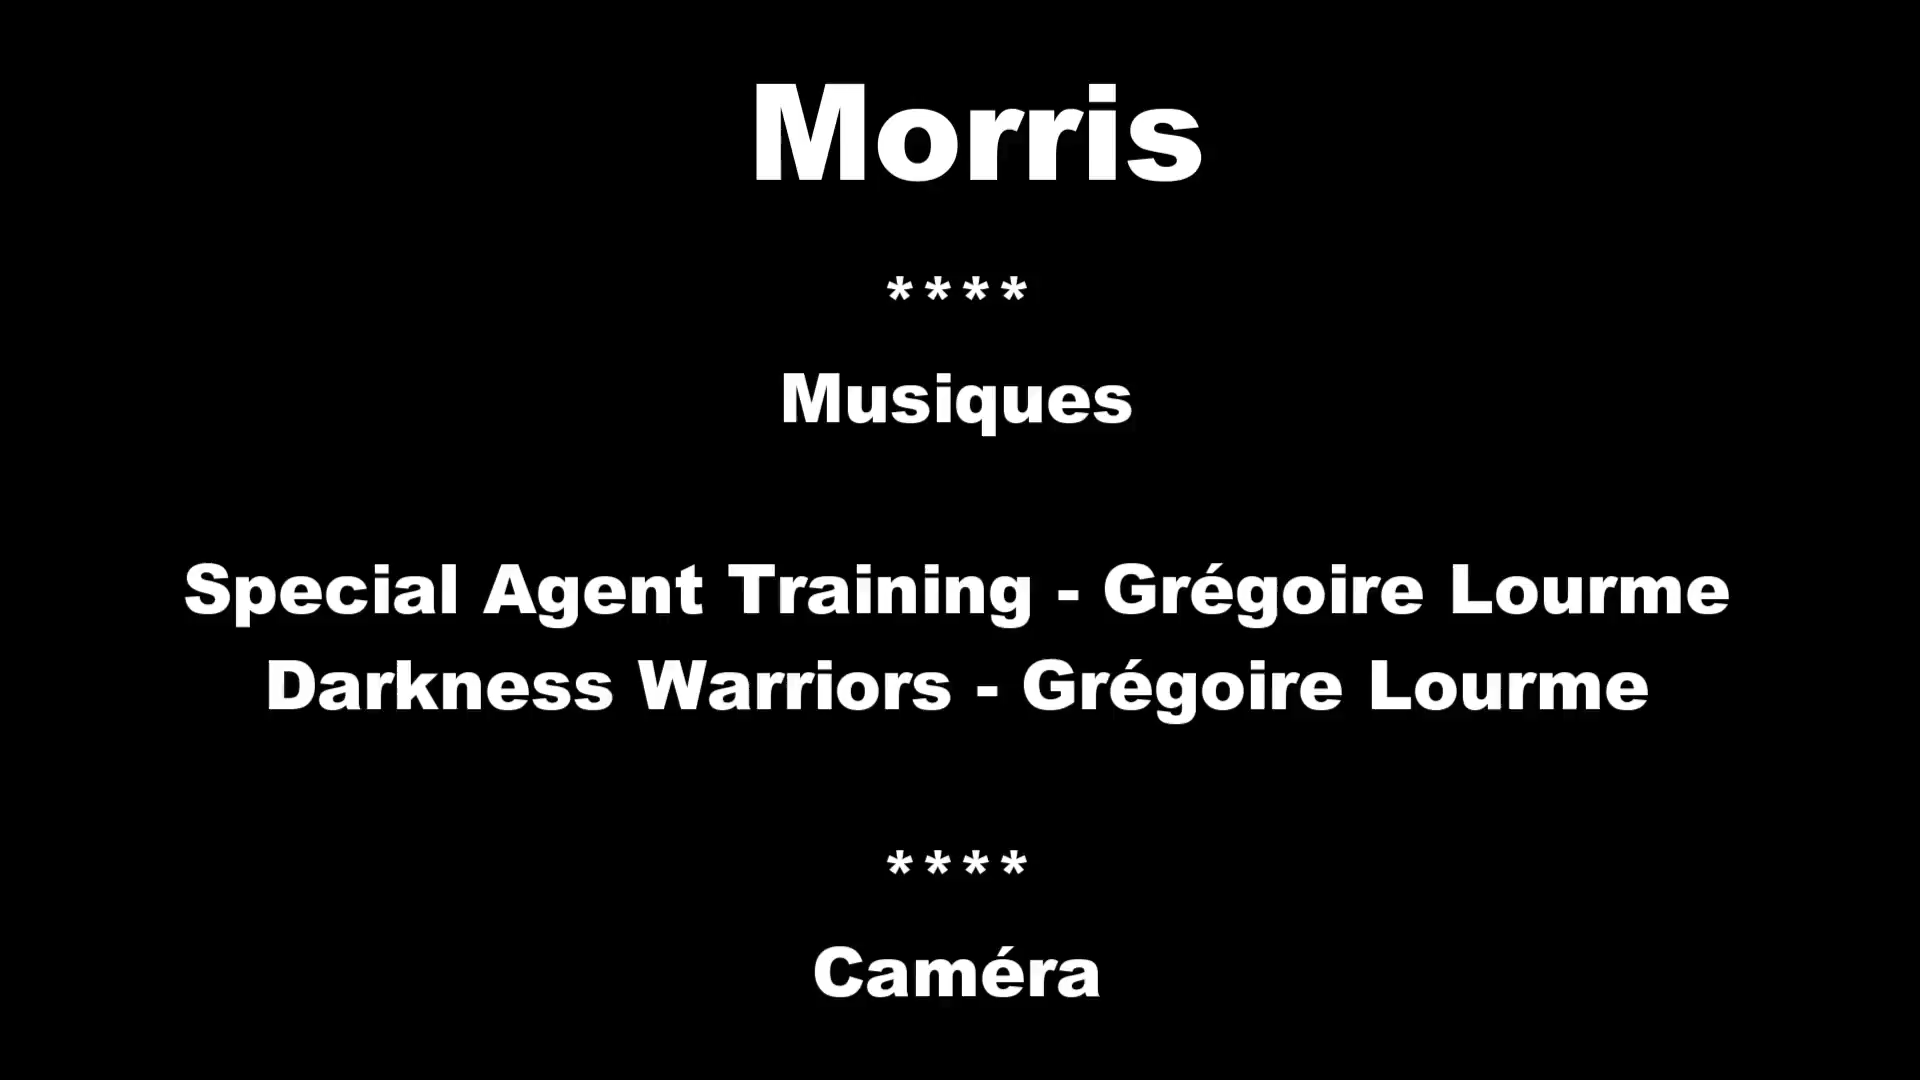 Morris
****
Musiques
Special Agent Training - Grégoire Lourme
Darkness Warriors - Grégoire Lourme
****
Caméra